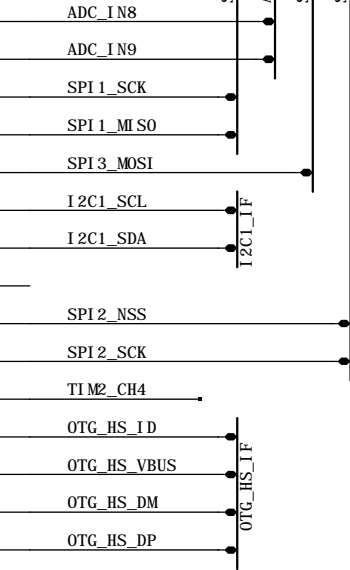 ADC_IN8
ADC_IN9
SPI1_SCK
SPI1_MISO
SPI3_MOSI
I2C1_SCL
I2C1_SDA
I2C1_IF
SPI2_NSS
SPI2_SCK
TIM2_CH4
OTG_HS_ID
OTG_HS_VBUS
OTG_HS_DM
OTG_HS_DP
OTG_HS_IF